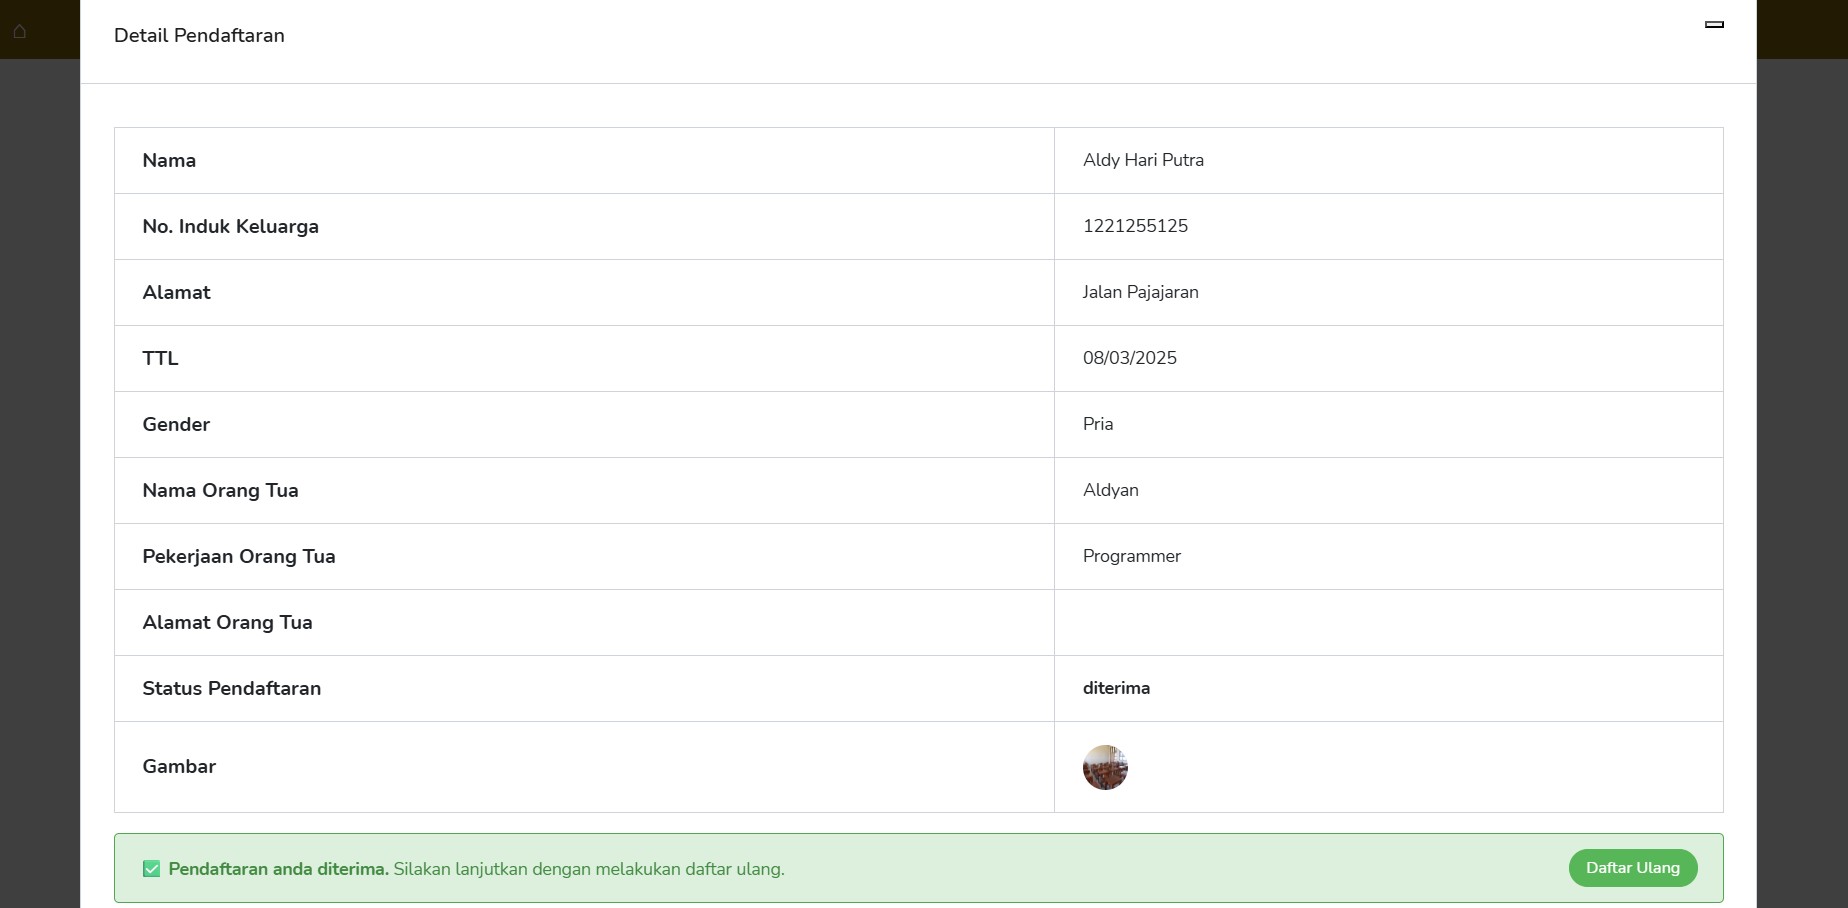 Detail Pendaftaran
Nama Aldy Hari Putra
No. Induk Keluarga 1221255125
Alamat Jalan Pajajaran
TTL 08/03/2025
Gender Pria
Nama Orang Tua Aldyan
Pekerjaan Orang Tua Programmer
Alamat Orang Tua
Status Pendaftaran diterima
Gambar
✅ Pendaftaran anda diterima. Silakan lanjutkan dengan melakukan daftar ulang. Daftar Ulang